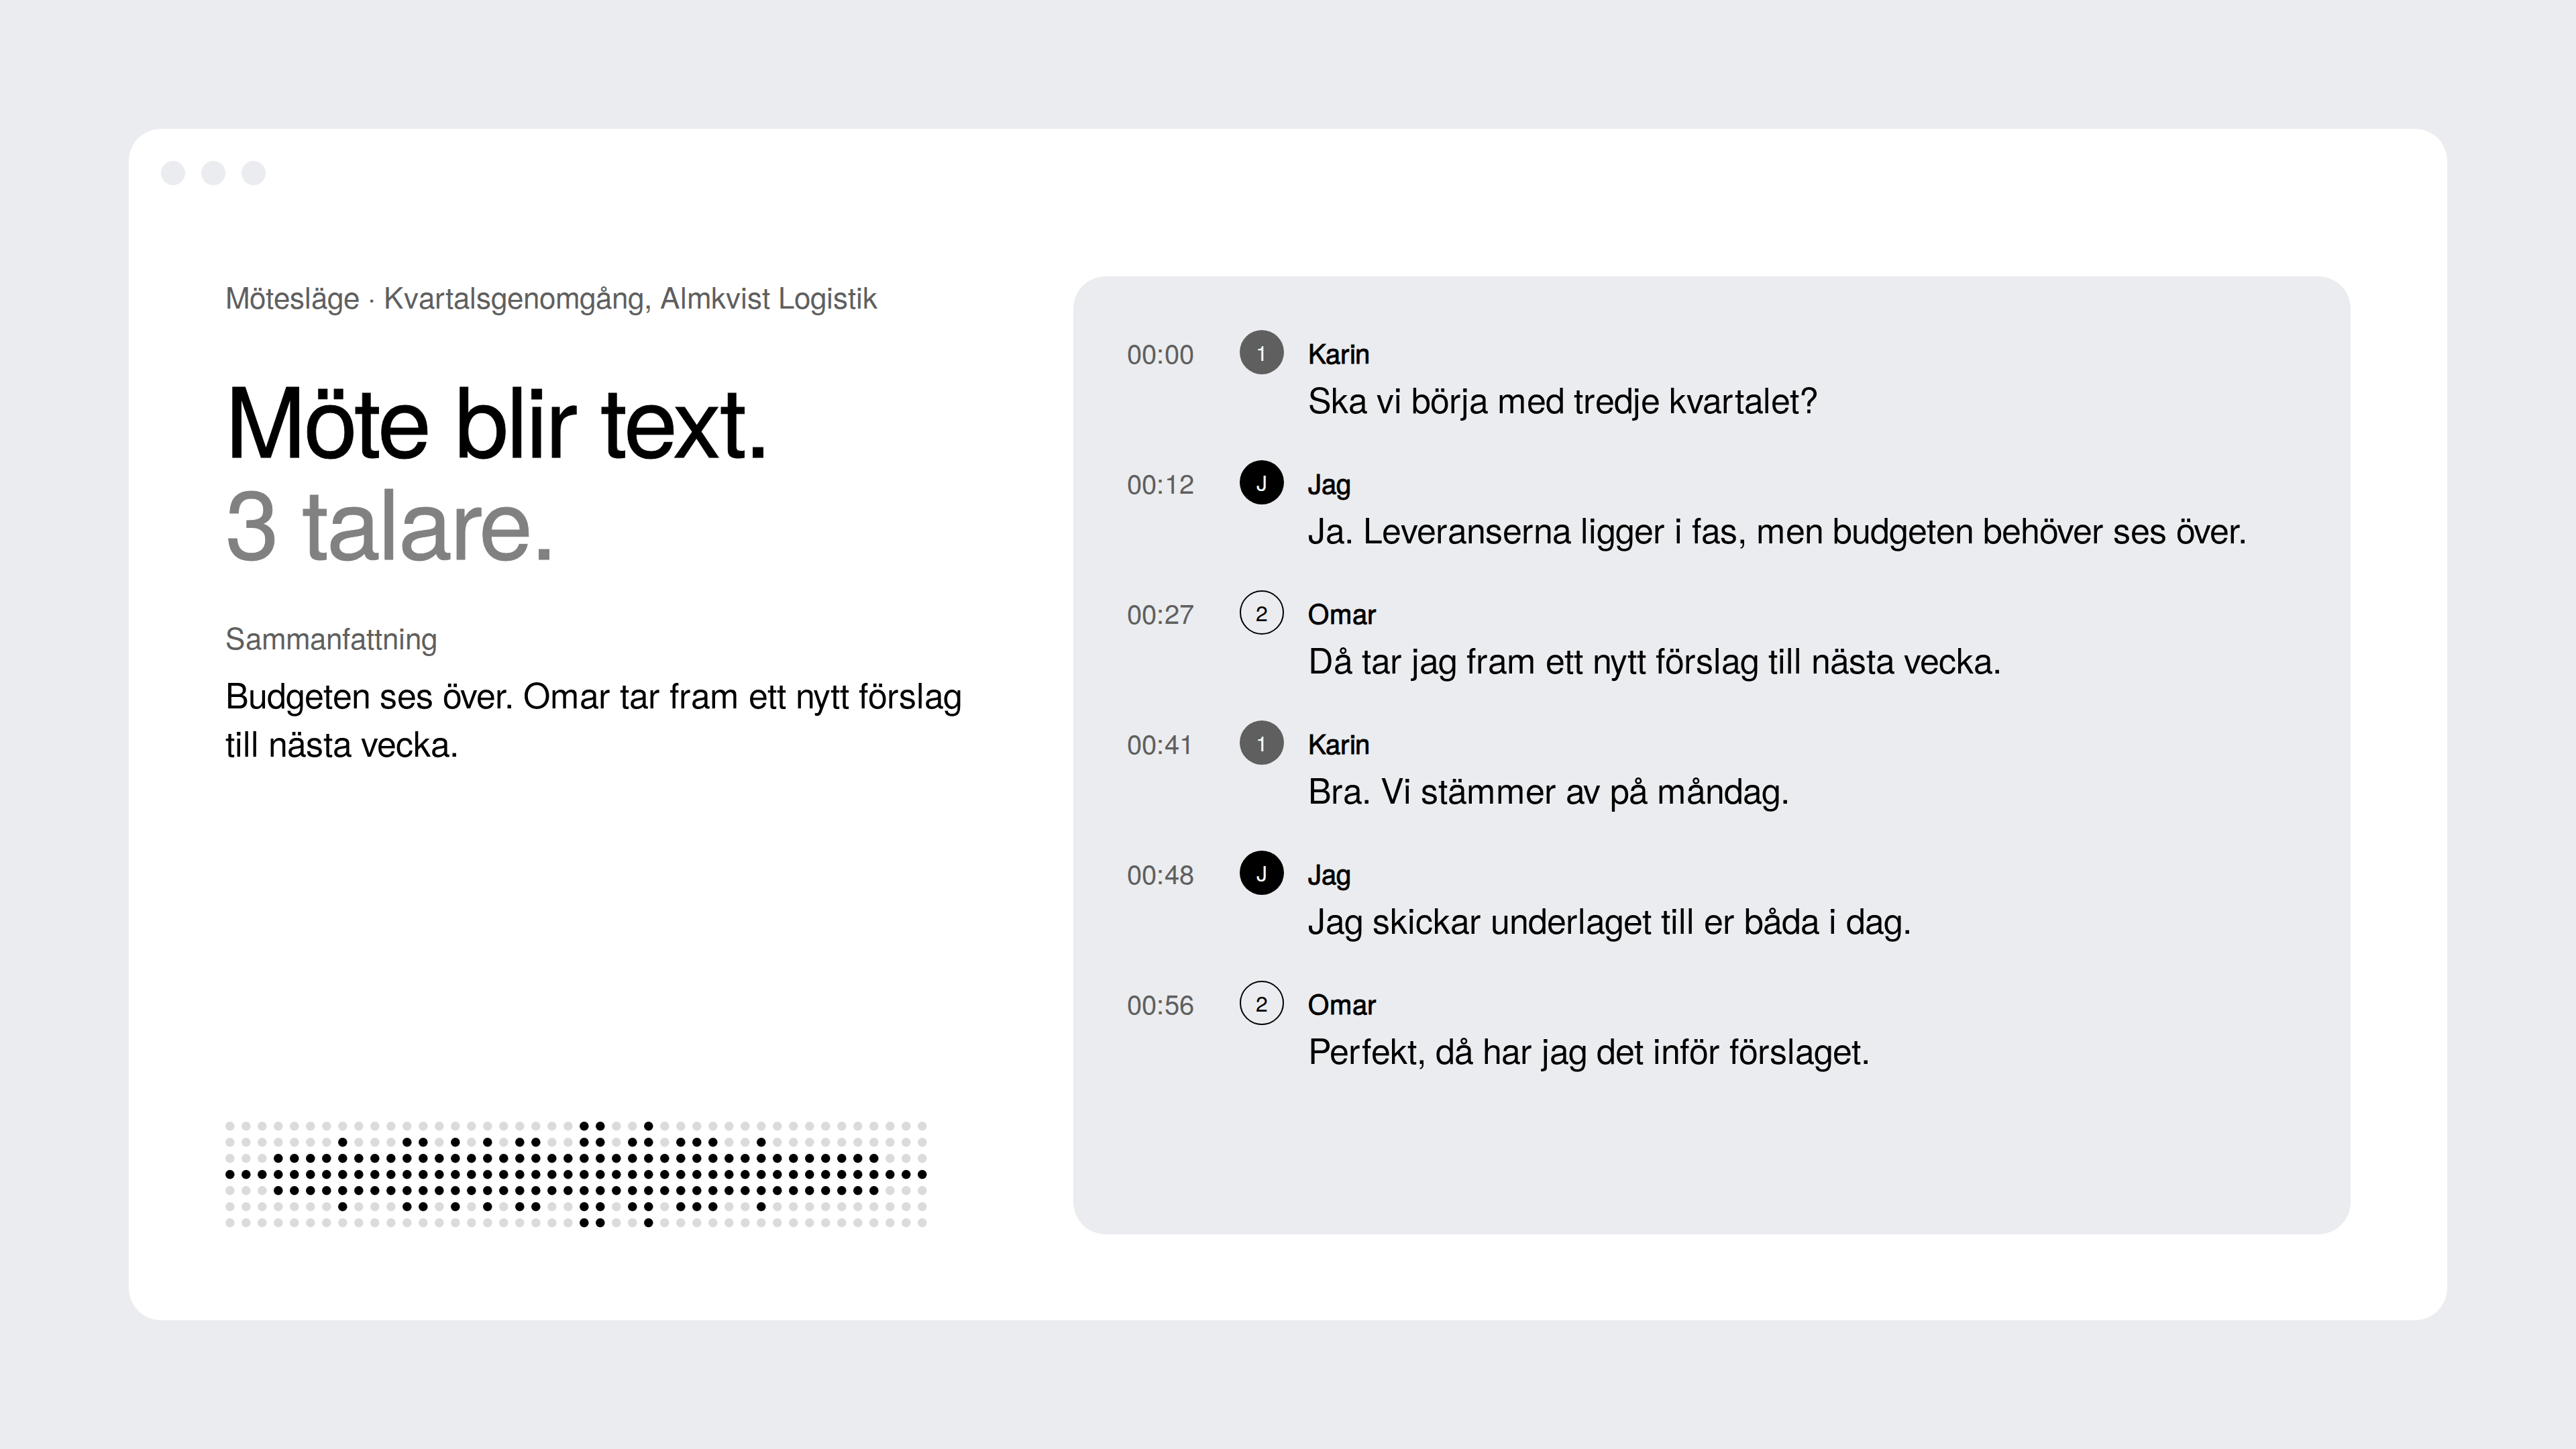 Mötesläge · Kvartalsgenomgång, Almkvist Logistik
Möte blir text.
3 talare.
Sammanfattning
Budgeten ses över. Omar tar fram ett nytt förslag
till nästa vecka.
00:00 1 Karin
Ska vi börja med tredje kvartalet?
00:12 J Jag
Ja. Leveranserna ligger i fas, men budgeten behöver ses över.
00:27 2 Omar
Då tar jag fram ett nytt förslag till nästa vecka.
00:41 1 Karin
Bra. Vi stämmer av på måndag.
00:48 J Jag
Jag skickar underlaget till er båda i dag.
00:56 2 Omar
Perfekt, då har jag det inför förslaget.